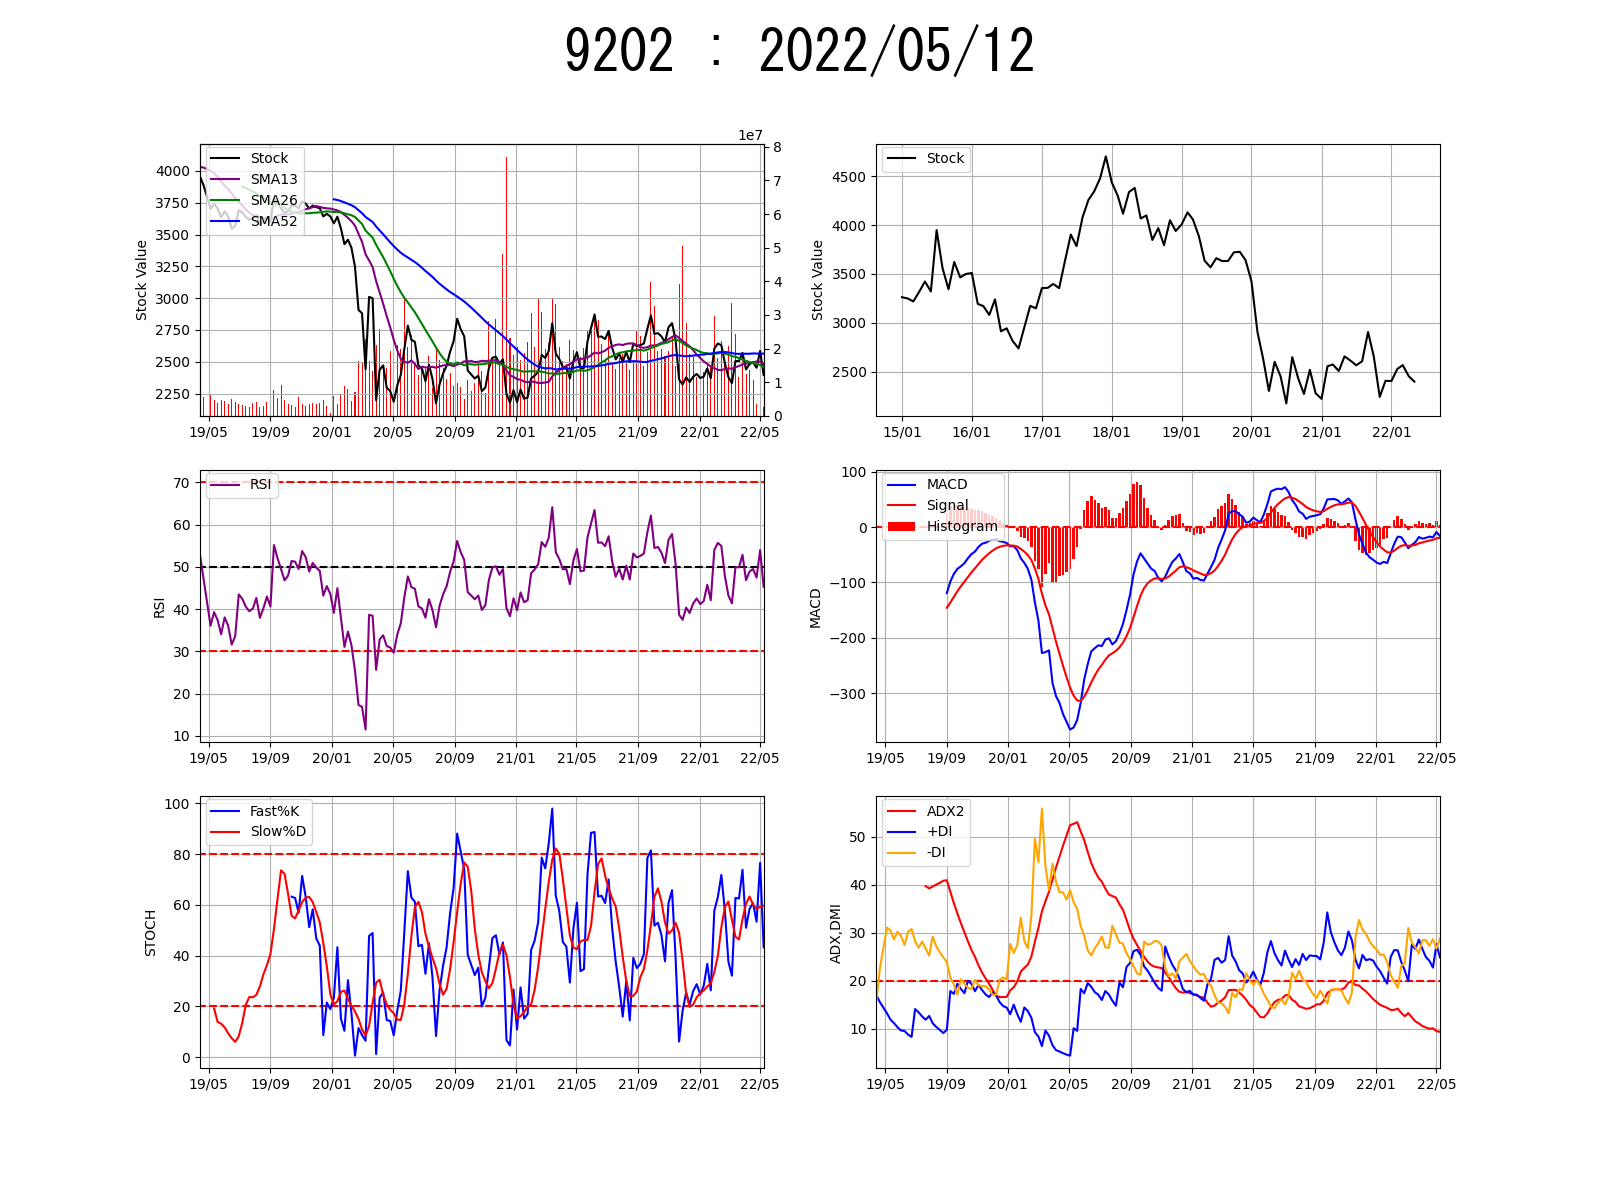 9202 : 2022/05/12
1e7
Stock
SMA13
SMA26
SMA52
Stock Value
4000
3750
3500
3250
3000
2750
2500
2250
8
7
6
5
4
3
2
1
0
19/05 19/09 20/01 20/05 20/09 21/01 21/05 21/09 22/01 22/05
Stock
Stock Value
4500
4000
3500
3000
2500
15/01 16/01 17/01 18/01 19/01 20/01 21/01 22/01
RSI
RSI
70
60
50
40
30
20
10
19/05 19/09 20/01 20/05 20/09 21/01 21/05 21/09 22/01 22/05
MACD
Signal
Histogram
MACD
100
0
−100
−200
−300
19/05 19/09 20/01 20/05 20/09 21/01 21/05 21/09 22/01 22/05
Fast%K
Slow%D
STOCH
100
80
60
40
20
0
19/05 19/09 20/01 20/05 20/09 21/01 21/05 21/09 22/01 22/05
ADX2
+DI
-DI
ADX,DMI
50
40
30
20
10
19/05 19/09 20/01 20/05 20/09 21/01 21/05 21/09 22/01 22/05